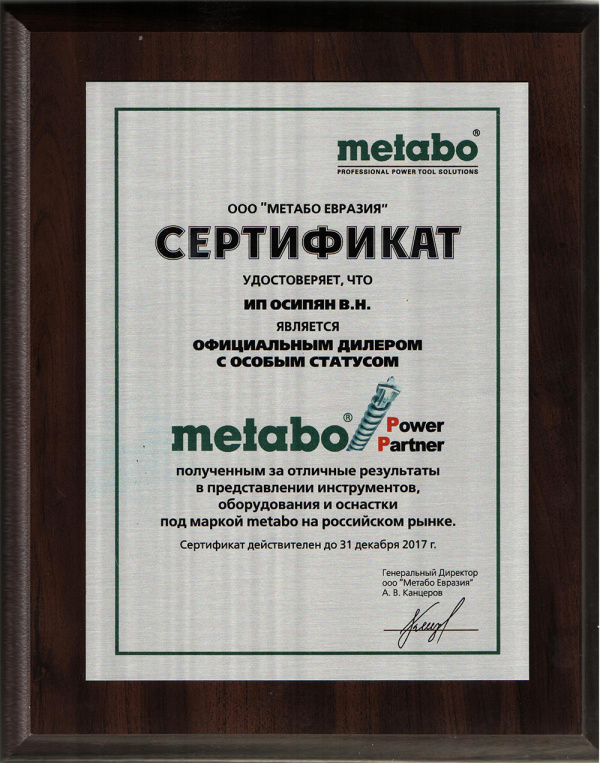 metabo®
PROFESSIONAL POWER TOOL SOLUTIONS
ООО "МЕТАБО ЕВРАЗИЯ"
СЕРТИФИКАТ
УДОСТОВЕРЯЕТ, ЧТО
ИП ОСИПЯН В.Н.
ЯВЛЯЕТСЯ
ОФИЦИАЛЬНЫМ ДИЛЕРОМ
С ОСОБЫМ СТАТУСОМ
metabo® Power
Partner
полученным за отличные результаты
в представлении инструментов,
оборудования и оснастки
под маркой metabo на российском рынке.
Сертификат действителен до 31 декабря 2017 г.
Генеральный Директор
ооо "Метабо Евразия"
А. В. Канцеров